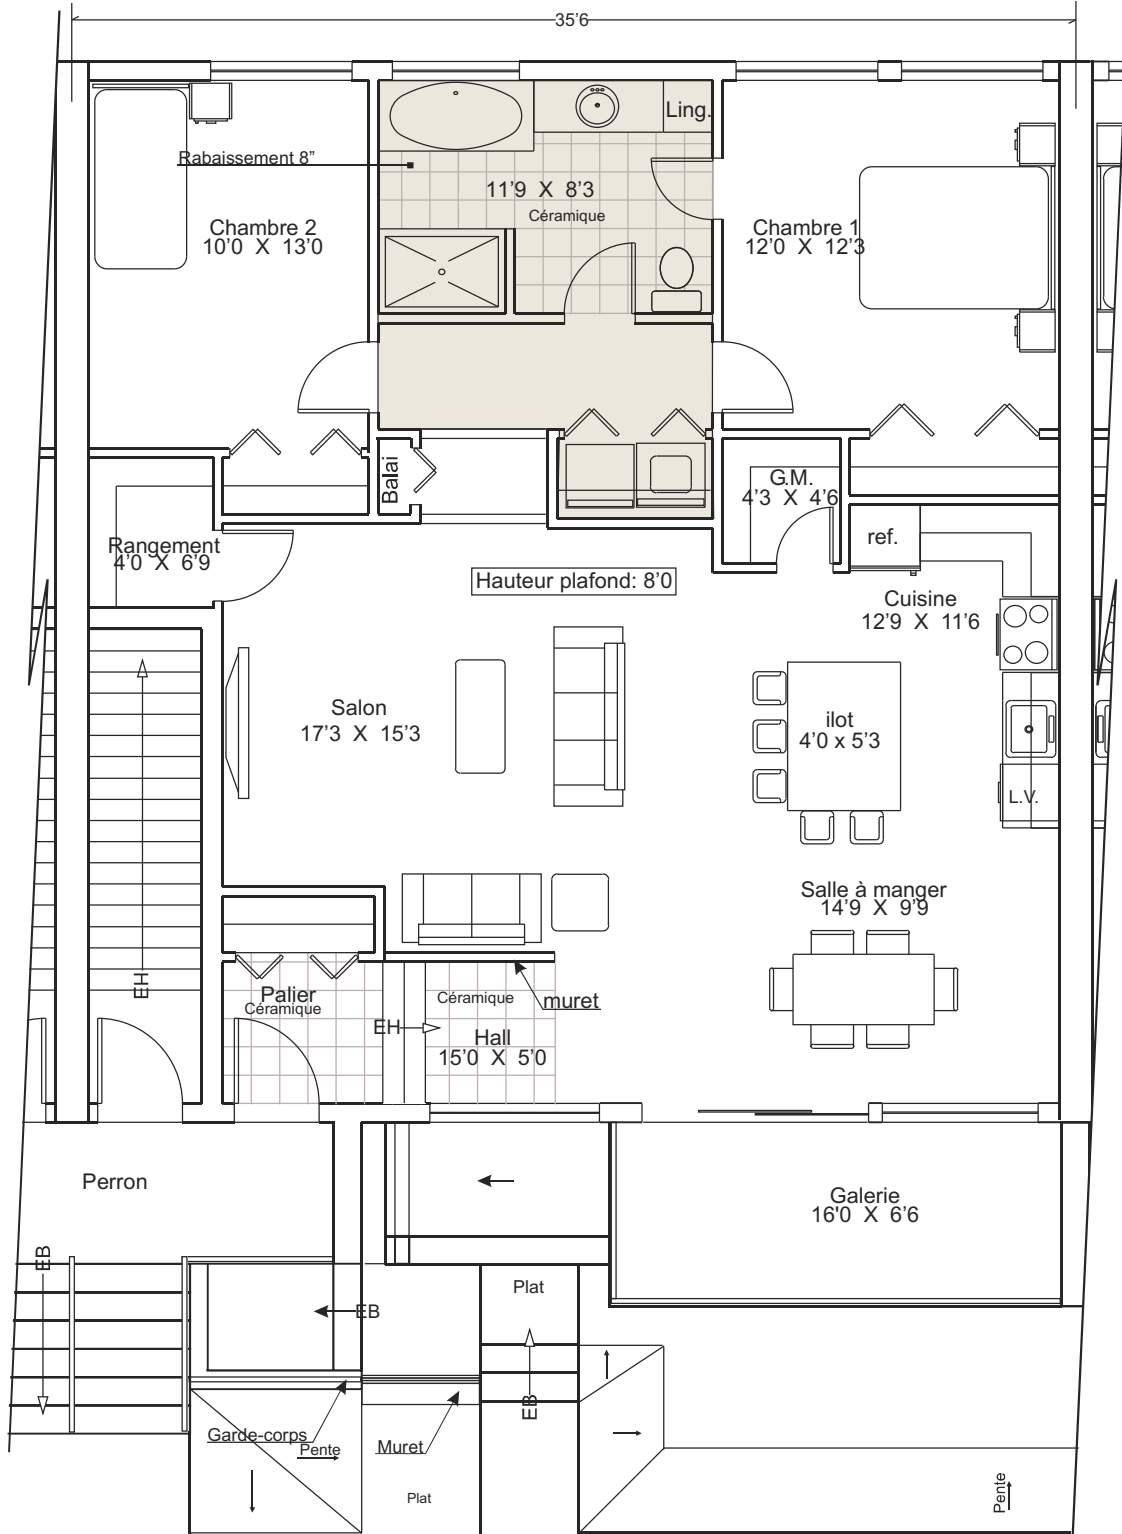 35'6
Ling.
Rabaissement 8"
11'9 X 8'3
Céramique
Chambre 2
10'0 X 13'0
Chambre 1
12'0 X 12'3
Balai
G.M.
4'3 X 4'6
ref.
Rangement
4'0 X 6'9
Hauteur plafond: 8'0
Cuisine
12'9 X 11'6
Salon
17'3 X 15'3
ilot
4'0 x 5'3
L.V.
Salle à manger
14'9 X 9'9
EH
Palier
Céramique
EH
Céramique
muret
Hall
15'0 X 5'0
Perron
Galerie
16'0 X 6'6
EB
EB
Plat
EB
Garde-corps
Pente
Muret
Plat
Pente